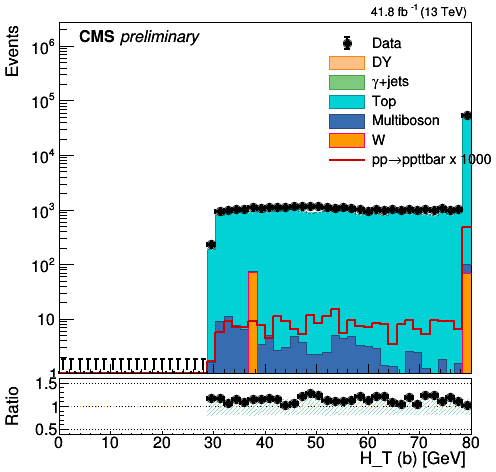 41.8 fb⁻¹ (13 TeV)
CMS preliminary
Events
Data
DY
γ+jets
Top
Multiboson
W
pp→ppttbar x 1000
10⁶
10⁵
10⁴
10³
10²
10
1
Ratio
1.5
1
0.5
0 10 20 30 40 50 60 70 80
H_T (b) [GeV]